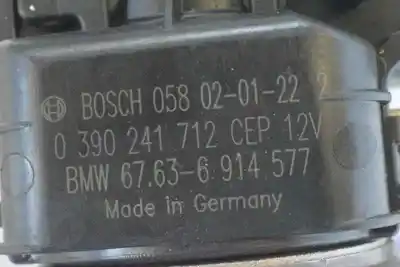 BOSCH 058 02-01-22 2
0 390 241 712 CEP 12V
BMW 67.63-6 914 577
Made in Germany